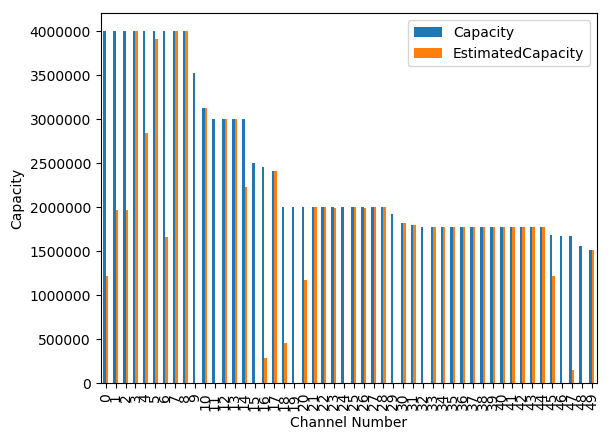 Capacity
EstimatedCapacity
4000000
3500000
3000000
2500000
2000000
1500000
1000000
500000
0
Capacity
0 1 2 3 4 5 6 7 8 9 10 11 12 13 14 15 16 17 18 19 20 21 22 23 24 25 26 27 28 29 30 31 32 33 34 35 36 37 38 39 40 41 42 43 44 45 46 47 48 49
Channel Number